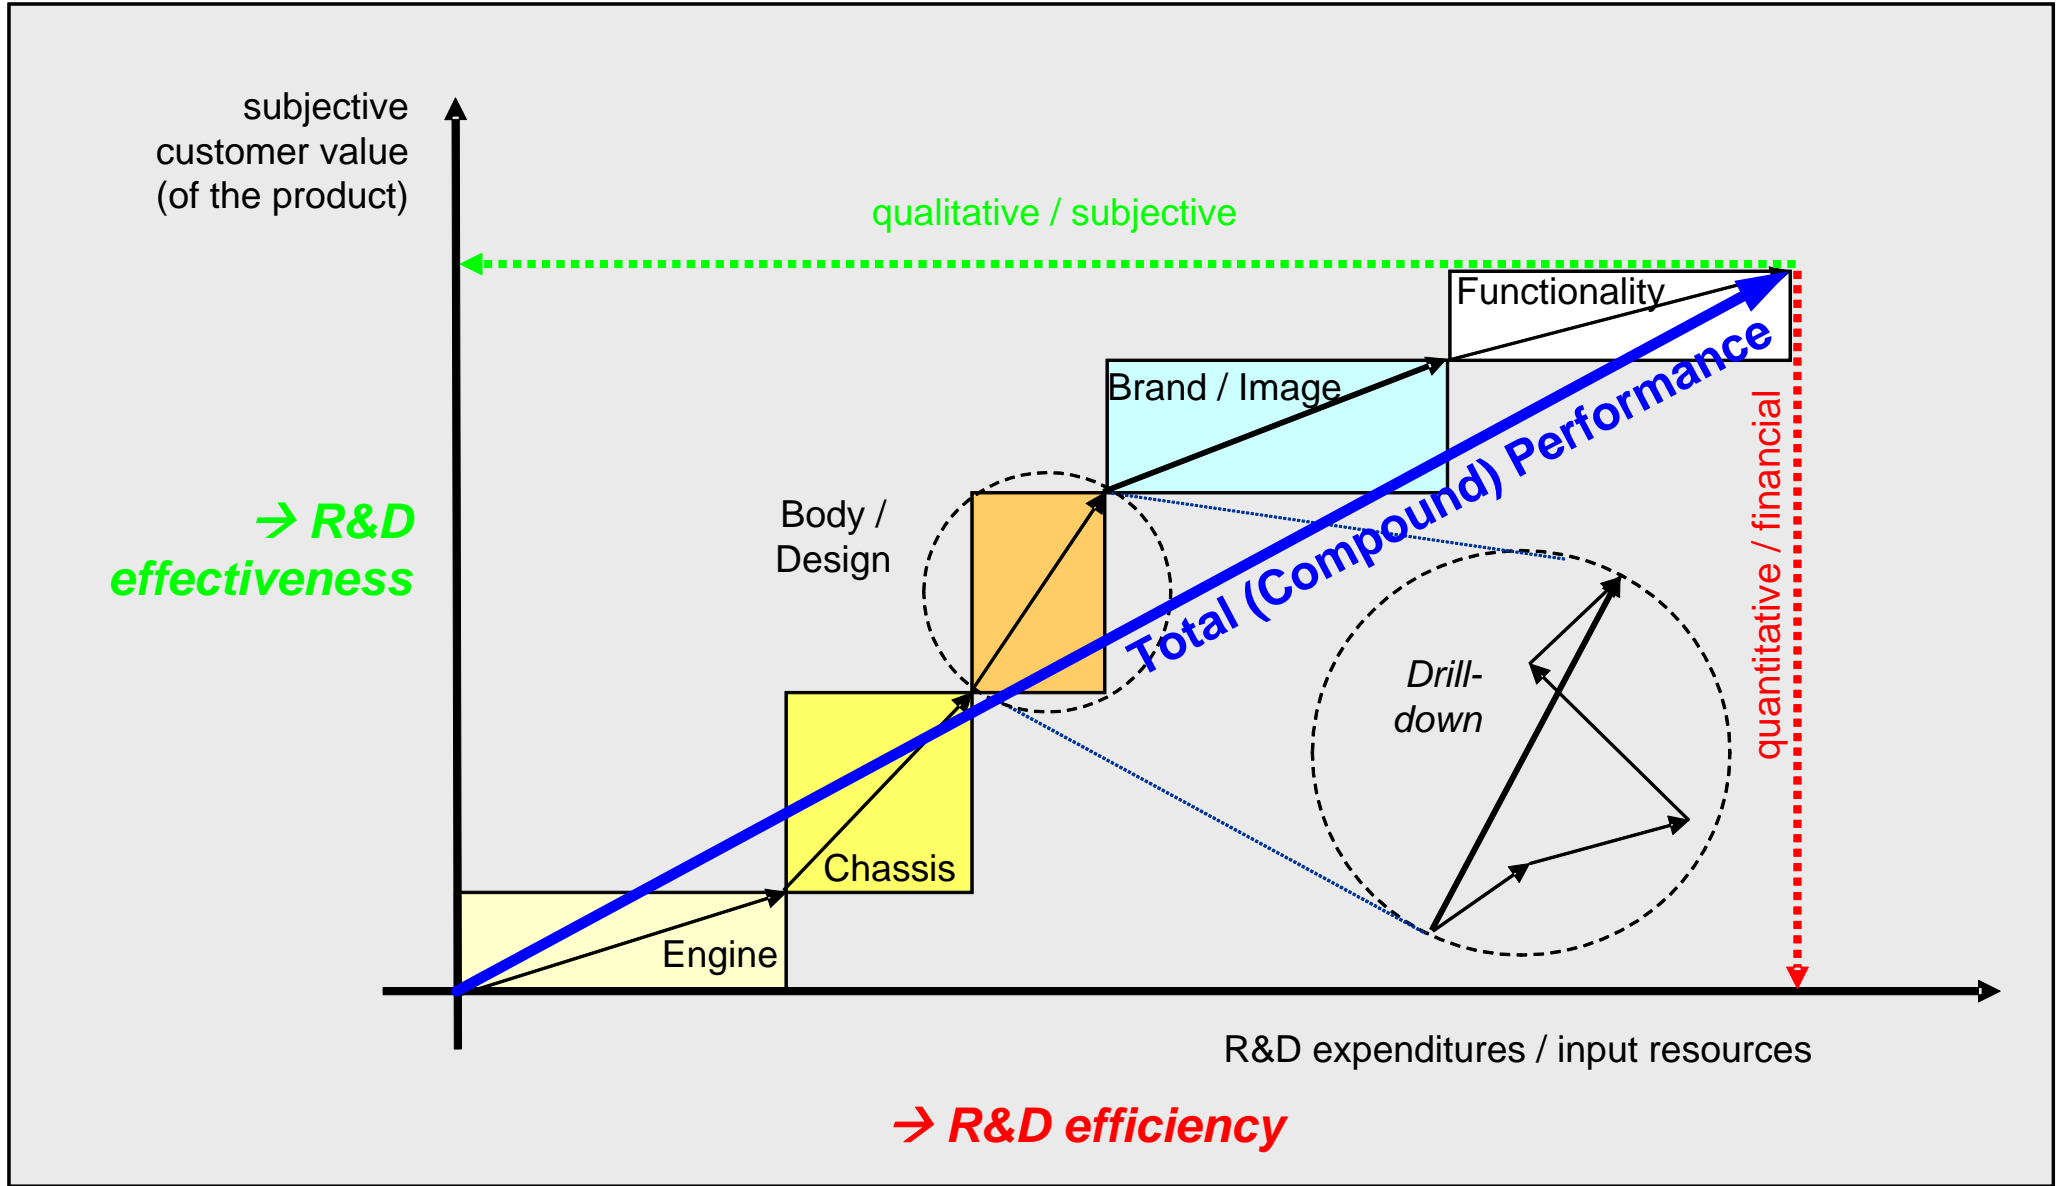 subjective
customer value
(of the product)
qualitative / subjective
Functionality
Brand / Image
Total (Compound) Performance
quantitative / financial
Body /
Design
→ R&D
effectiveness
Drill-
down
Chassis
Engine
R&D expenditures / input resources
→ R&D efficiency